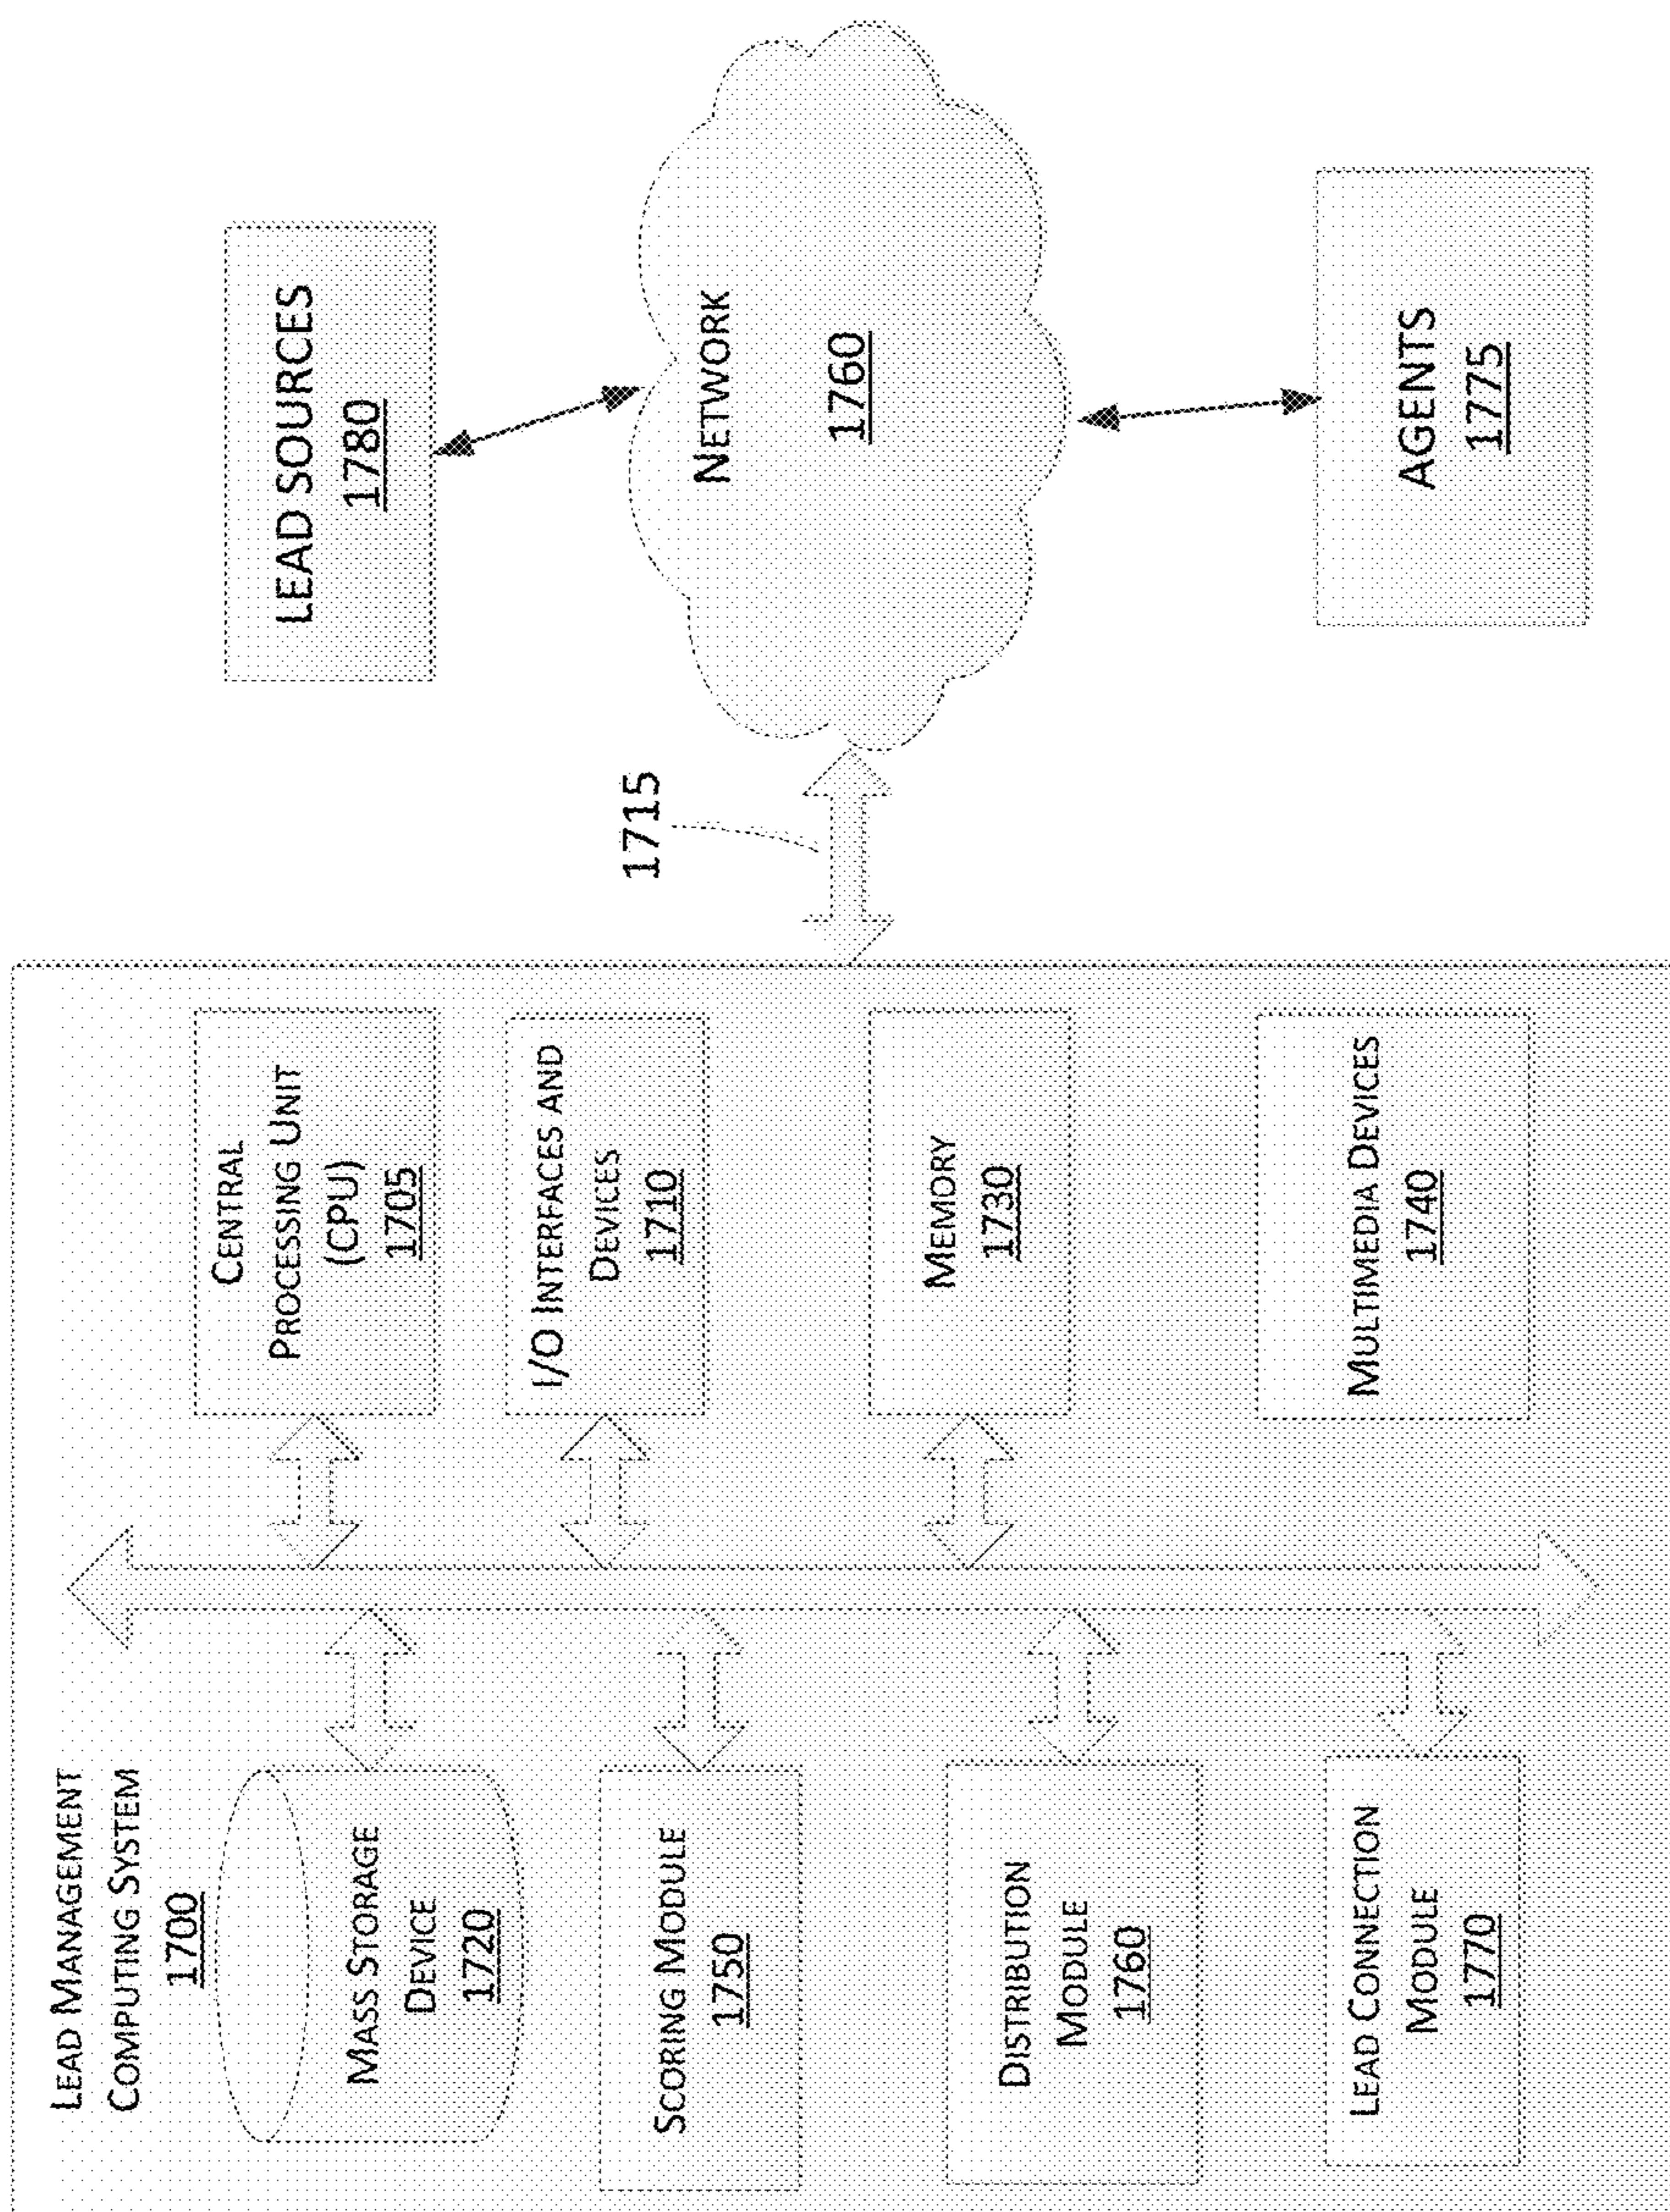 LEAD MANAGEMENT
COMPUTING SYSTEM
1700
MASS STORAGE
DEVICE
1720
SCORING MODULE
1750
DISTRIBUTION
MODULE
1760
LEAD CONNECTION
MODULE
1770
CENTRAL
PROCESSING UNIT
(CPU)
1705
I/O INTERFACES AND
DEVICES
1710
MEMORY
1730
MULTIMEDIA DEVICES
1740
1715
LEAD SOURCES
1780
NETWORK
1760
AGENTS
1775